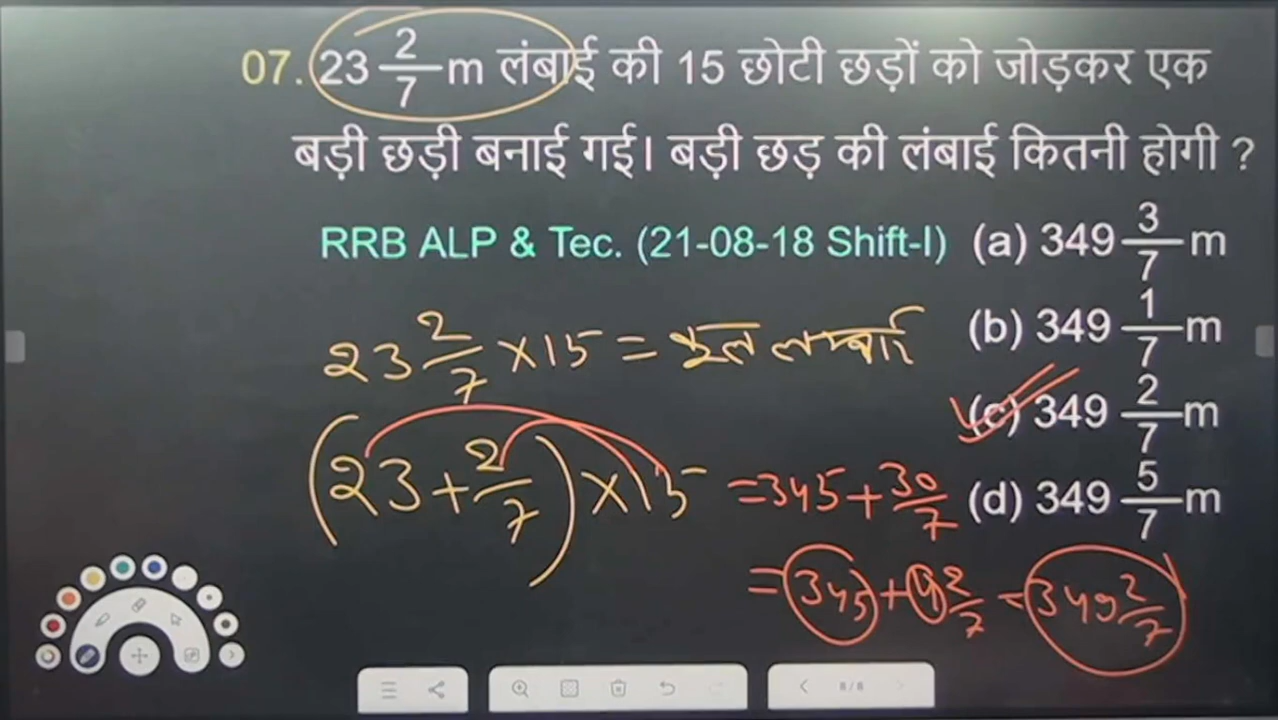 07. 23 2/7 m लंबाई की 15 छोटी छड़ों को जोड़कर एक
बड़ी छड़ी बनाई गई। बड़ी छड़ की लंबाई कितनी होगी ?
RRB ALP & Tec. (21-08-18 Shift-I)
(a) 349 3/7 m
(b) 349 1/7 m
(c) 349 2/7 m
(d) 349 5/7 m
23 2/7 × 15 = कुल लम्बाई
(23 + 2/7) × 15 = 345 + 30/7
= 345 + 4 2/7 = 349 2/7
8/8